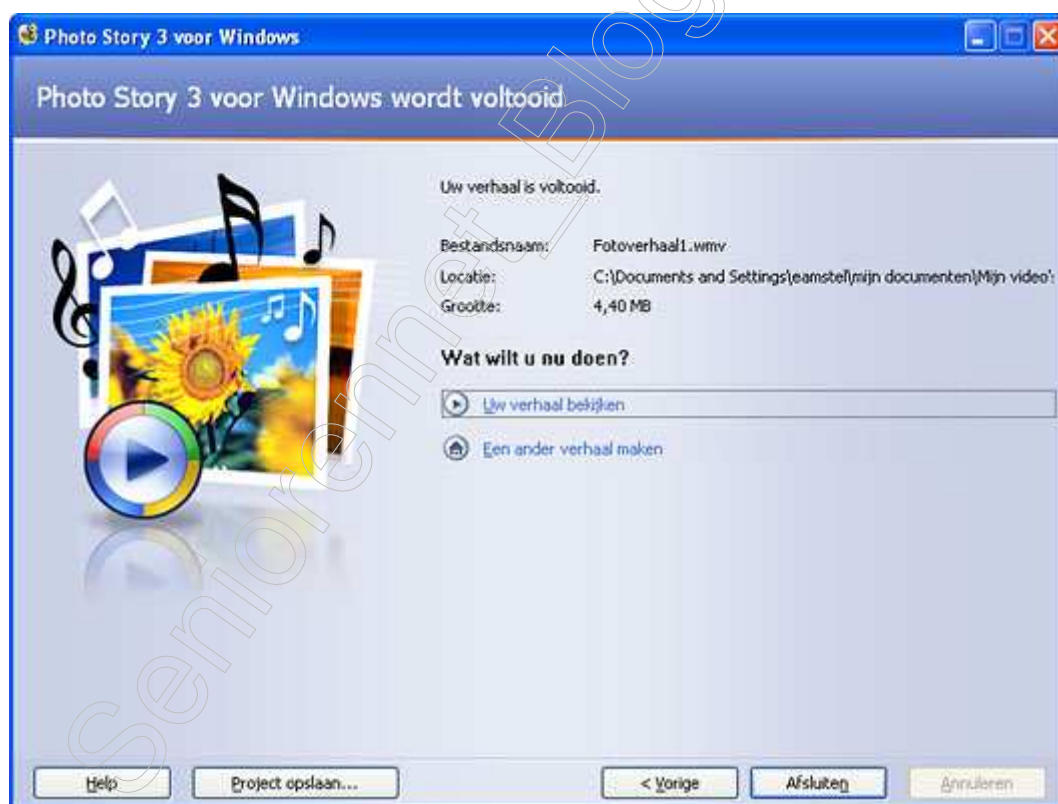 Photo Story 3 voor Windows
Photo Story 3 voor Windows wordt voltooid
Uw verhaal is voltooid.
Bestandsnaam: Fotoverhaal1.wmv
Locatie: C:\Documents and Settings\eamstel\mijn documenten\Mijn video's
Grootte: 4,40 MB
Wat wilt u nu doen?
Uw verhaal bekijken
Een ander verhaal maken
Help Project opslaan... < Vorige Afsluiten Annuleren
Seniorennet_Blog